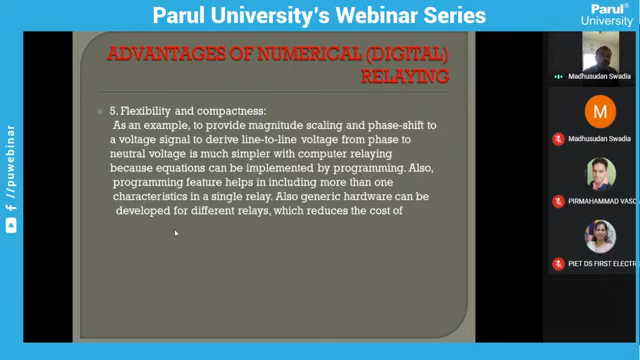 Parul University's Webinar Series
Parul®
University
ADVANTAGES OF NUMERICAL (DIGITAL)
RELAYING
5. Flexibility and compactness:
As an example, to provide magnitude scaling and phase-shift to
a voltage signal to derive line-to-line voltage from phase to
neutral voltage is much simpler with computer relaying
because equations can be implemented by programming. Also,
programming feature helps in including more than one
characteristics in a single relay. Also generic hardware can be
developed for different relays, which reduces the cost of
Madhusudan Swadia
M
Madhusudan Swadia
PIRMAHAMMAD VASO
PIET DS FIRST ELECTR
/puwebinar